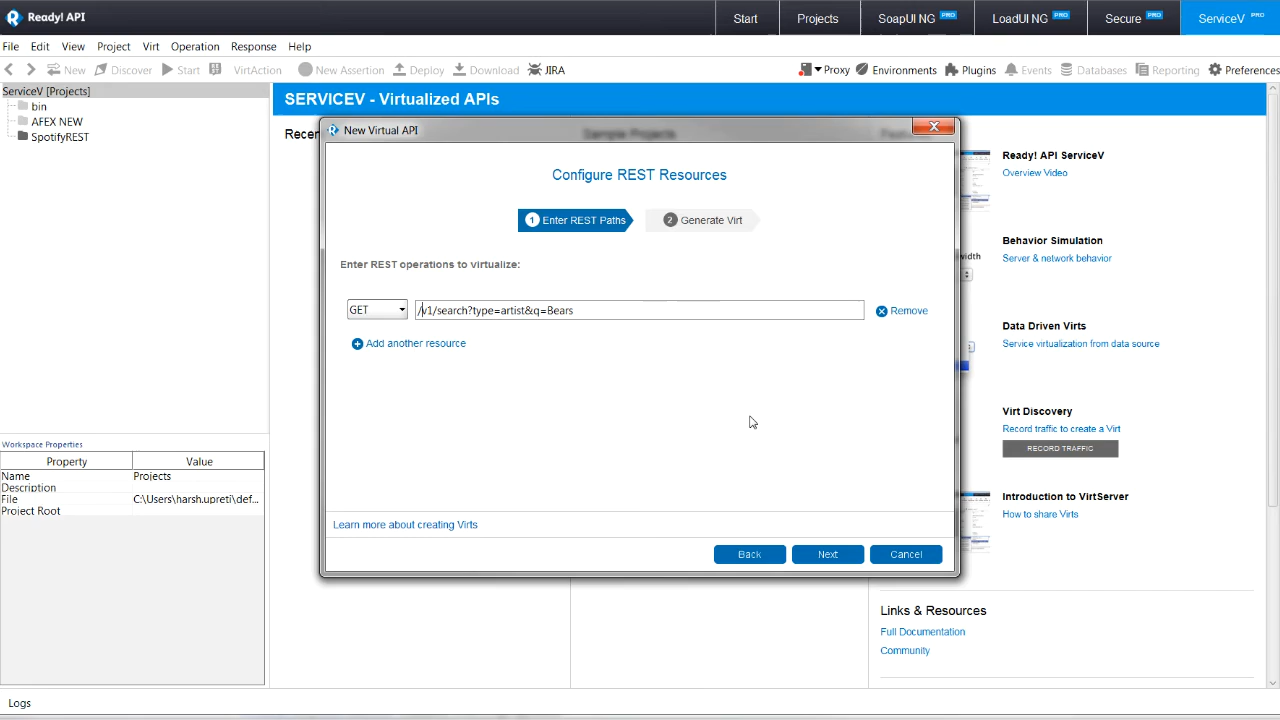 Ready! API
Start
Projects
SoapUI NG PRO
LoadUI NG PRO
Secure PRO
ServiceV PRO
File Edit View Project Virt Operation Response Help
New Discover Start VirtAction New Assertion Deploy Download JIRA Proxy Environments Plugins Events Databases Reporting Preferences
ServiceV [Projects]
bin
AFEX NEW
SpotifyREST
SERVICEV - Virtualized APIs
New Virtual API
Configure REST Resources
1 Enter REST Paths
2 Generate Virt
Enter REST operations to virtualize:
GET
/v1/search?type=artist&q=Bears
Remove
Add another resource
Learn more about creating Virts
Back
Next
Cancel
Ready! API ServiceV
Overview Video
Behavior Simulation
Server & network behavior
Data Driven Virts
Service virtualization from data source
Virt Discovery
Record traffic to create a Virt
RECORD TRAFFIC
Introduction to VirtServer
How to share Virts
Links & Resources
Full Documentation
Community
Workspace Properties
Property Value
Name Projects
Description
File C:\Users\harsh.upreti\def...
Project Root
Logs